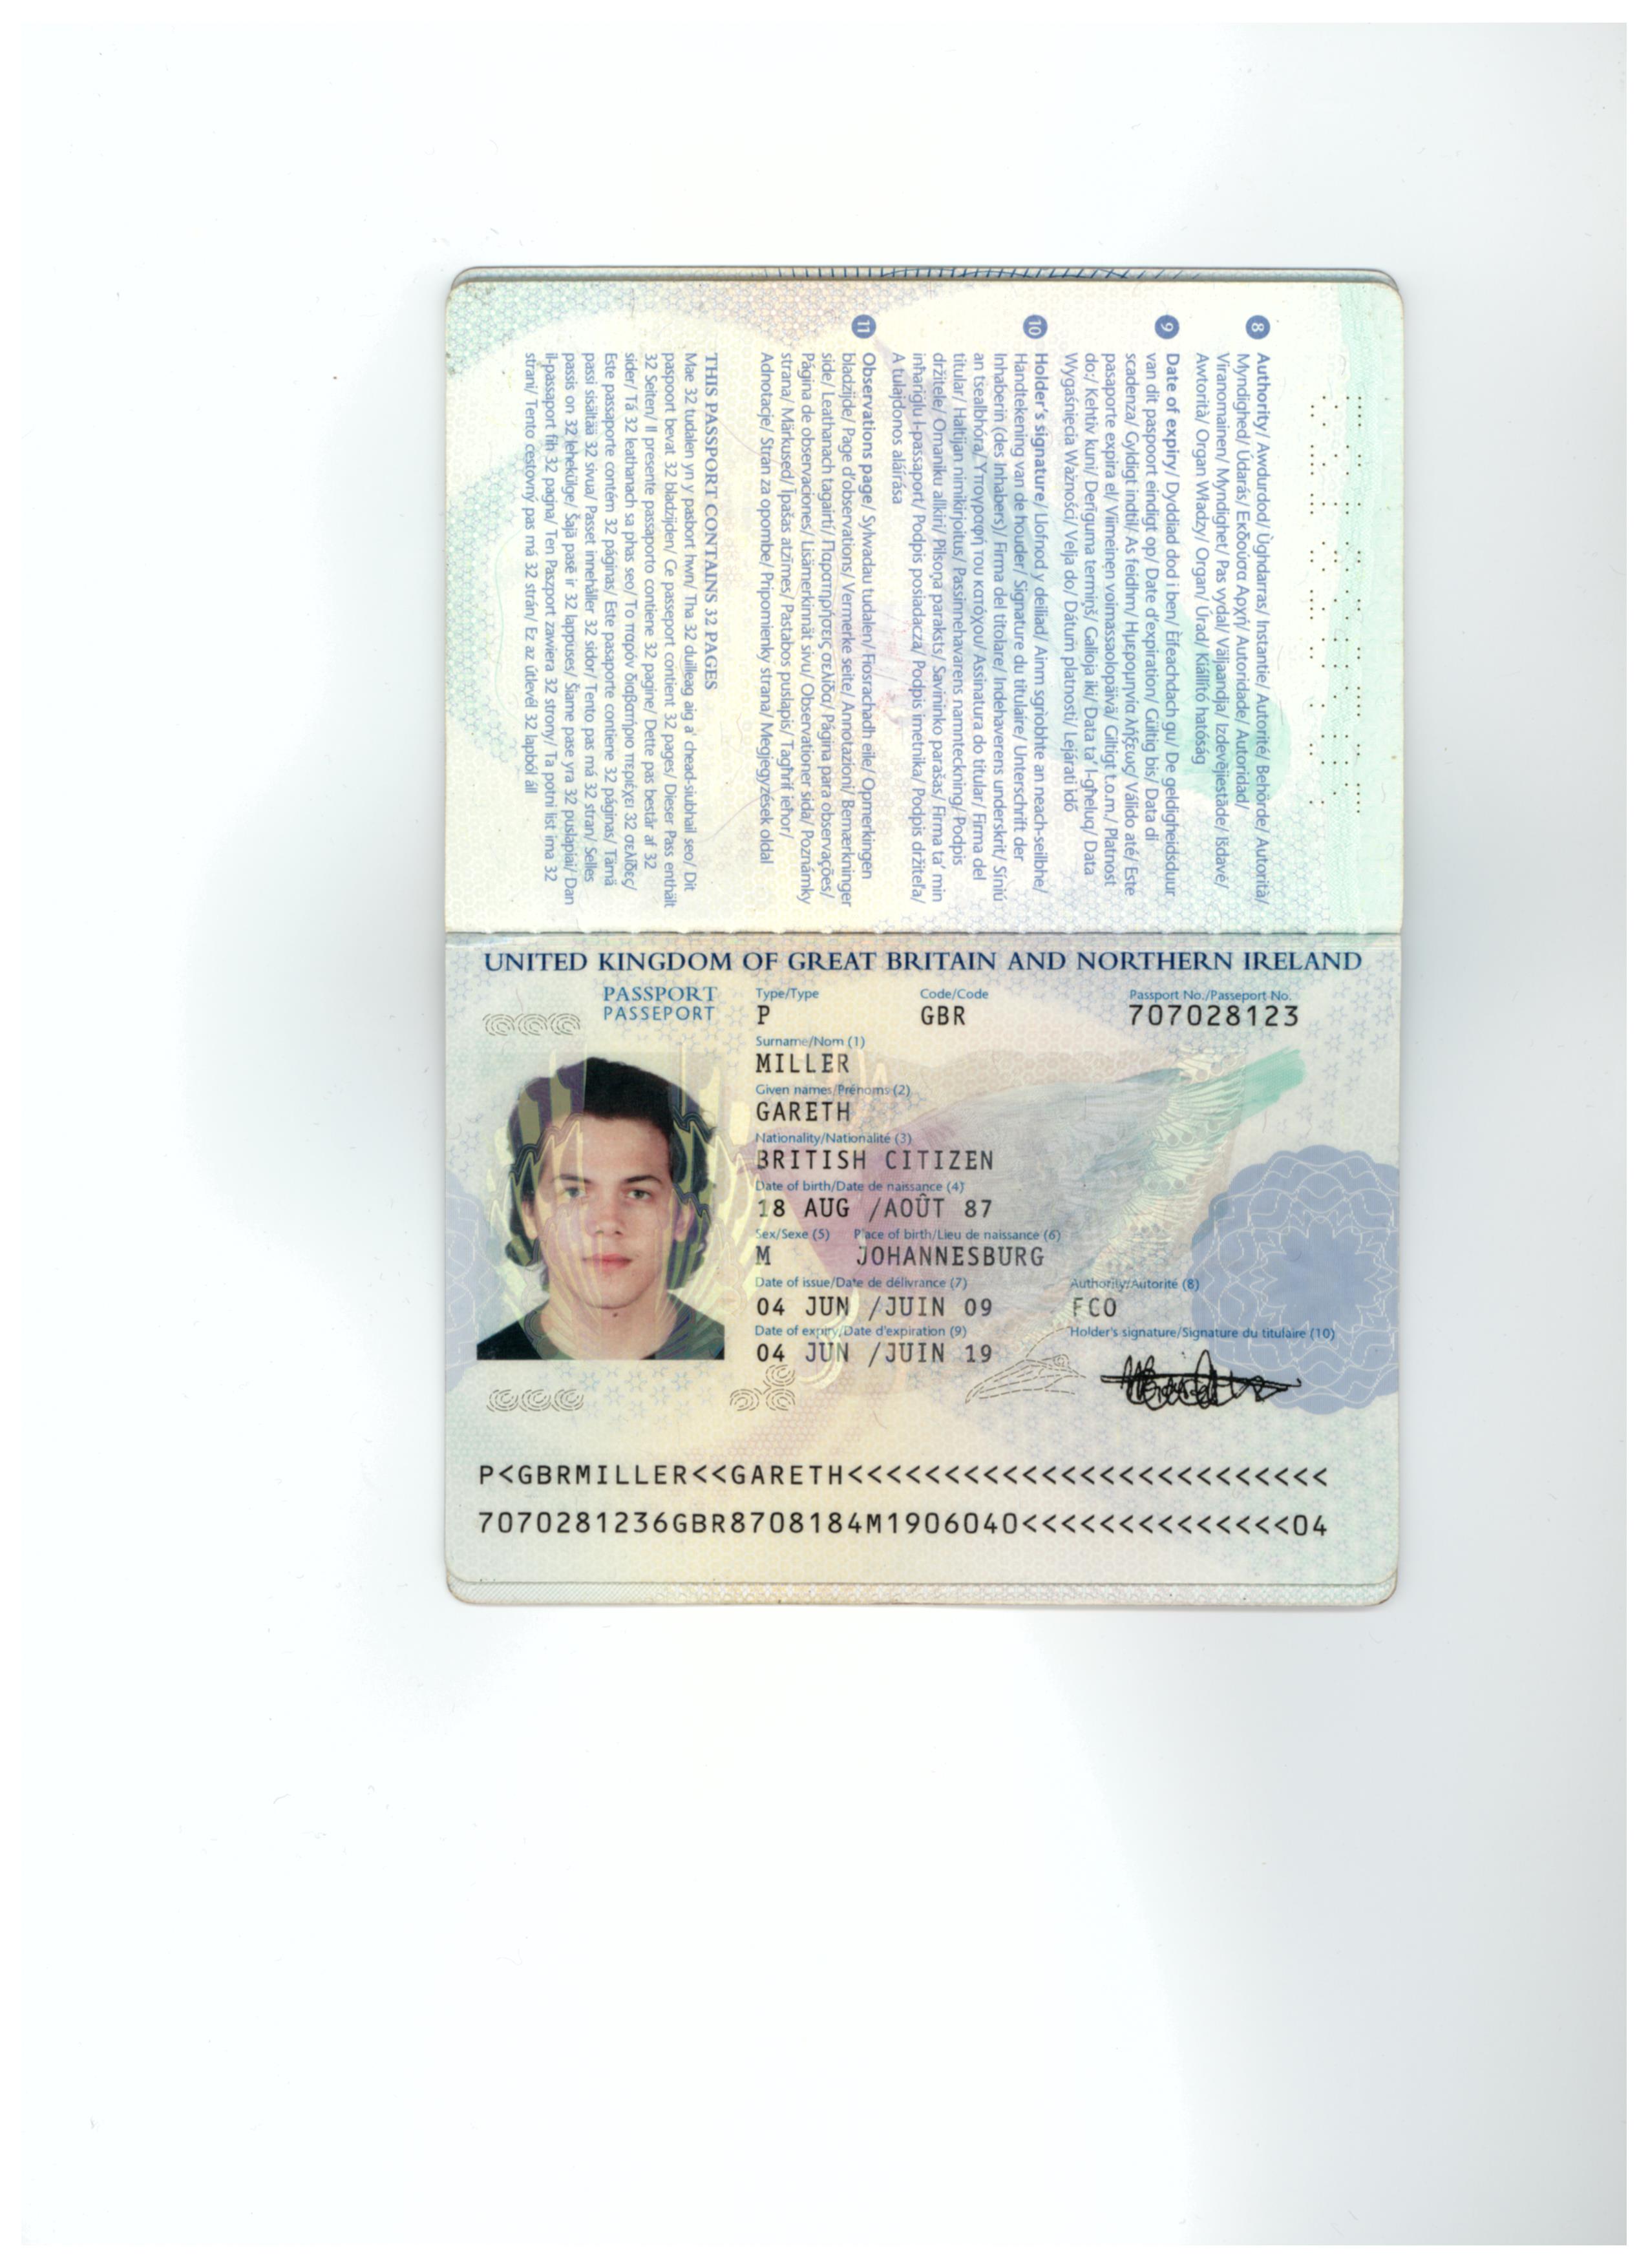 8 Authority/ Awdurdod/ Ùghdarras/ Instantie/ Autorité/ Behörde/ Autorità/
Myndighed/ Údarás/ Εκδούσα Αρχή/ Autoridade/ Autoridad/
Viranomainen/ Myndighet/ Pas vydal/ Väljaandja/ Izdevējiestāde/ Išdavė/
Awtorità/ Organ Władzy/ Organ/ Úrad/ Kiállító hatóság
9 Date of expiry/ Dyddiad dod i ben/ Èifeachdach gu/ De geldigheidsduur
van dit paspoort eindigt op/ Date d'expiration/ Gültig bis/ Data di
scadenza/ Gyldigt indtil/ As feidhm/ Ημερομηνία λήξεως/ Válido até/ Este
pasaporte expira el/ Viimeinen voimassaolopäivä/ Giltigt t.o.m./ Platnost
do:/ Kehtiv kuni/ Derīguma termiņš/ Galioja iki/ Data ta' l-għeluq/ Data
Wygaśnięcia Ważności/ Velja do/ Dátum platnosti/ Lejárati idő
10 Holder's signature/ Llofnod y deiliad/ Ainm sgrìobhte an neach-seilbhe/
Handtekening van de houder/ Signature du titulaire/ Unterschrift der
Inhaberin (des Inhabers)/ Firma del titolare/ Indehaverens underskrift/ Síniú
an tsealbhóra/ Υπογραφή του κατόχου/ Assinatura do titular/ Firma del
titular/ Haltijan nimikirjoitus/ Passinnehavarens namnteckning/ Podpis
držitele/ Omaniku allkiri/ Pilsoņa paraksts/ Savininko parašas/ Firma ta' min
inħariġlu l-passaport/ Podpis posiadacza/ Podpis imetnika/ Podpis držiteľa/
A tulajdonos aláírása
11 Observations page/ Sylwadau tudalen/ Fiosrachadh eile/ Opmerkingen
bladzijde/ Page d'observations/ Vermerke seite/ Annotazioni/ Bemærkninger
side/ Leathanach tagairtí/ Παρατηρήσεις σελίδα/ Página para observações/
Página de observaciones/ Lisämerkinnät sivu/ Observationer sida/ Poznámky
strana/ Märkused/ Īpašas atzīmes/ Pastabos puslapis/ Tagħrif ieħor/
Adnotacje/ Stran za opombe/ Pripomienky strana/ Megjegyzések oldal
THIS PASSPORT CONTAINS 32 PAGES
Mae 32 tudalen yn y pasbort hwn/ Tha 32 duilleag aig a' chead-siubhail seo/ Dit
paspoort bevat 32 bladzijden/ Ce passeport contient 32 pages/ Dieser Pass enthält
32 Seiten/ Il presente passaporto contiene 32 pagine/ Dette pas består af 32
sider/ Tá 32 leathanach sa phas seo/ Το παρόν διαβατήριο περιέχει 32 σελίδες/
Este passaporte contém 32 páginas/ Este pasaporte contiene 32 páginas/ Tämä
passi sisältää 32 sivua/ Passet innehåller 32 sidor/ Tento pas má 32 stran/ Selles
passis on 32 lehekülge/ Šajā pasē ir 32 lappuses/ Šiame pase yra 32 puslapiai/ Dan
il-passaport fih 32 paġna/ Ten Paszport zawiera 32 strony/ Ta potni list ima 32
strani/ Tento cestovný pas má 32 strán/ Ez az útlevél 32 lapból áll
UNITED KINGDOM OF GREAT BRITAIN AND NORTHERN IRELAND
PASSPORT Type/Type Code/Code Passport No./Passeport No.
PASSEPORT P GBR 707028123
Surname/Nom (1)
MILLER
Given names/Prénoms (2)
GARETH
Nationality/Nationalité (3)
BRITISH CITIZEN
Date of birth/Date de naissance (4)
18 AUG /AOÛT 87
Sex/Sexe (5) Place of birth/Lieu de naissance (6)
M JOHANNESBURG
Date of issue/Date de délivrance (7) Authority/Autorité (8)
04 JUN /JUIN 09 FCO
Date of expiry/Date d'expiration (9) Holder's signature/Signature du titulaire (10)
04 JUN /JUIN 19
P<GBRMILLER<<GARETH<<<<<<<<<<<<<<<<<<<<<<<<<
7070281236GBR8708184M1906040<<<<<<<<<<<<<<04